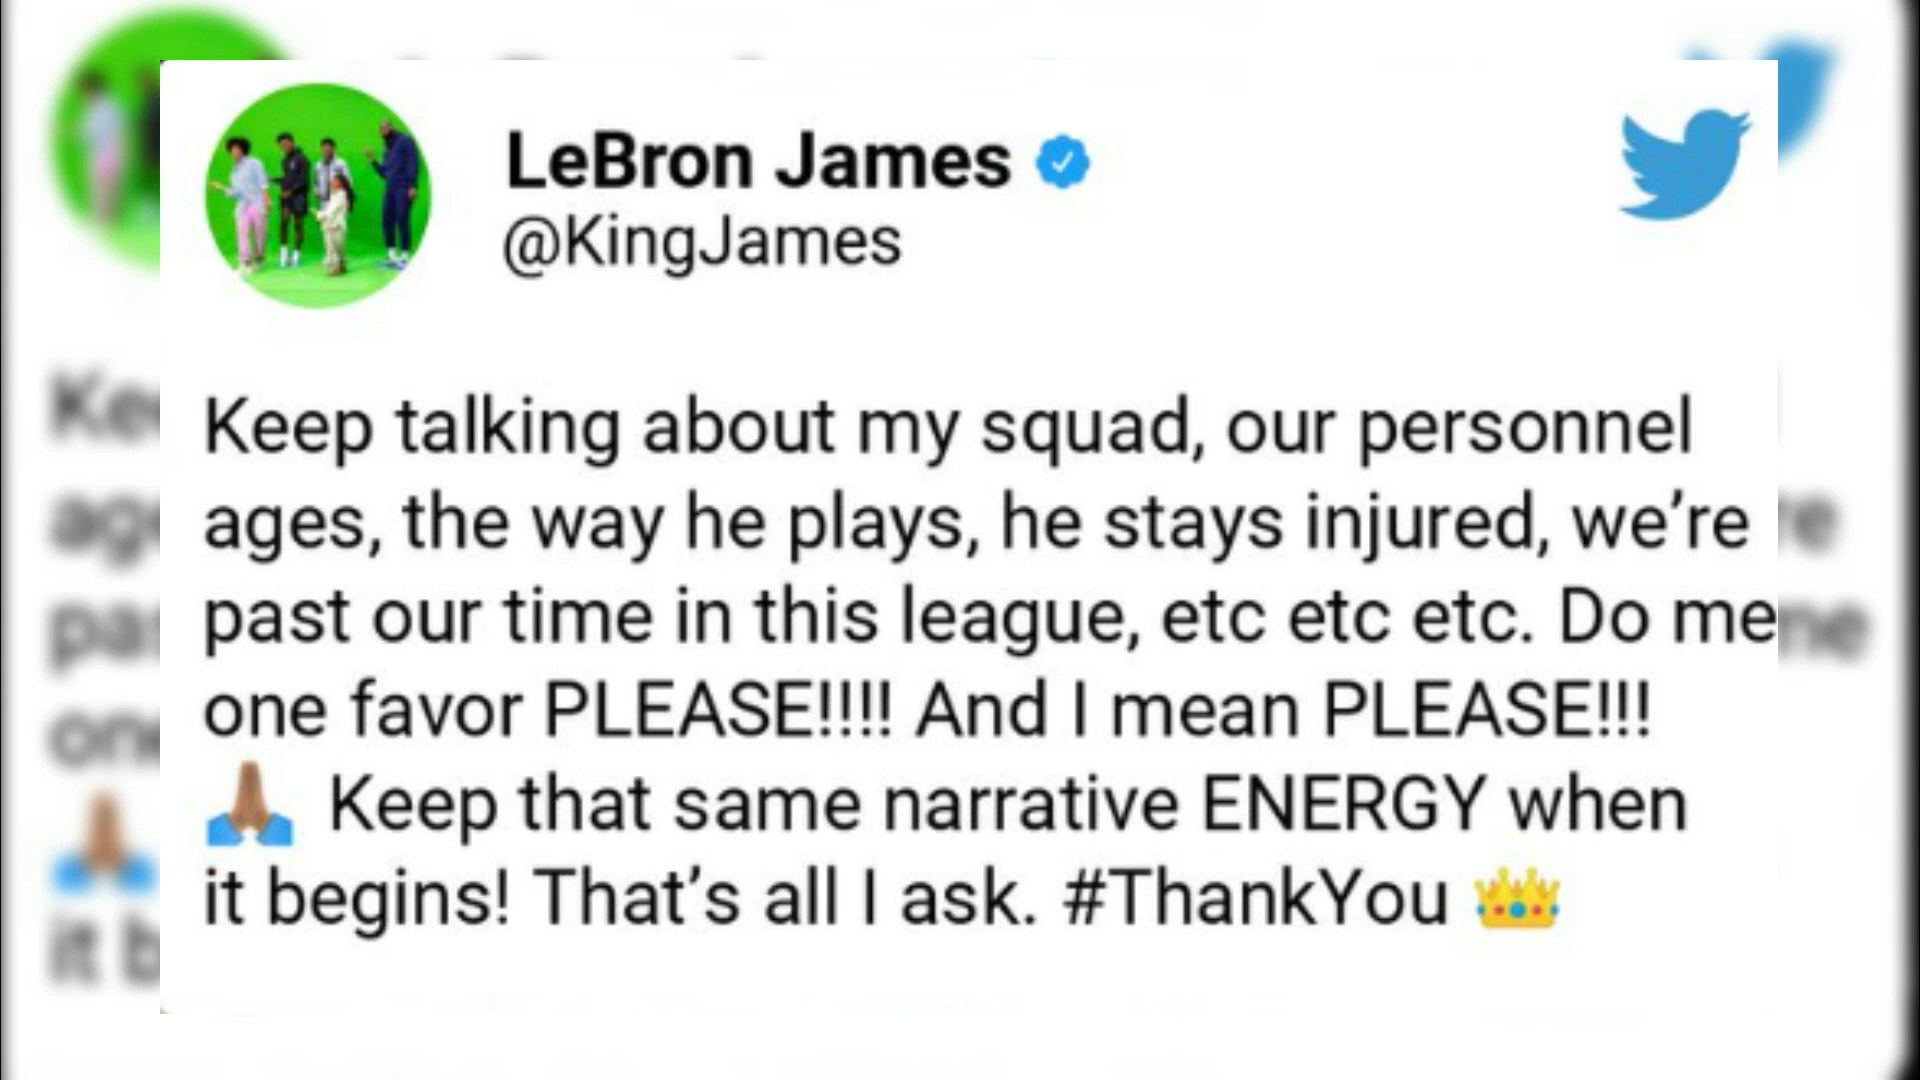 LeBron James
@KingJames
Keep talking about my squad, our personnel
ages, the way he plays, he stays injured, we’re
past our time in this league, etc etc etc. Do me
one favor PLEASE!!!! And I mean PLEASE!!!
🙏🏽 Keep that same narrative ENERGY when
it begins! That’s all I ask. #ThankYou 👑